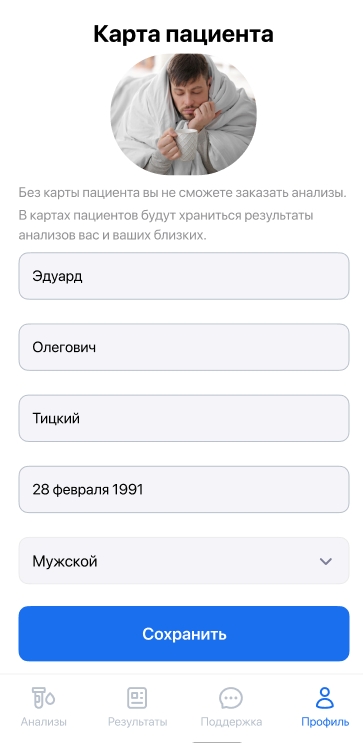 Карта пациента
Без карты пациента вы не сможете заказать анализы.
В картах пациентов будут храниться результаты
анализов вас и ваших близких.
Эдуард
Олегович
Тицкий
28 февраля 1991
Мужской
Сохранить
Анализы
Результаты
Поддержка
Профиль